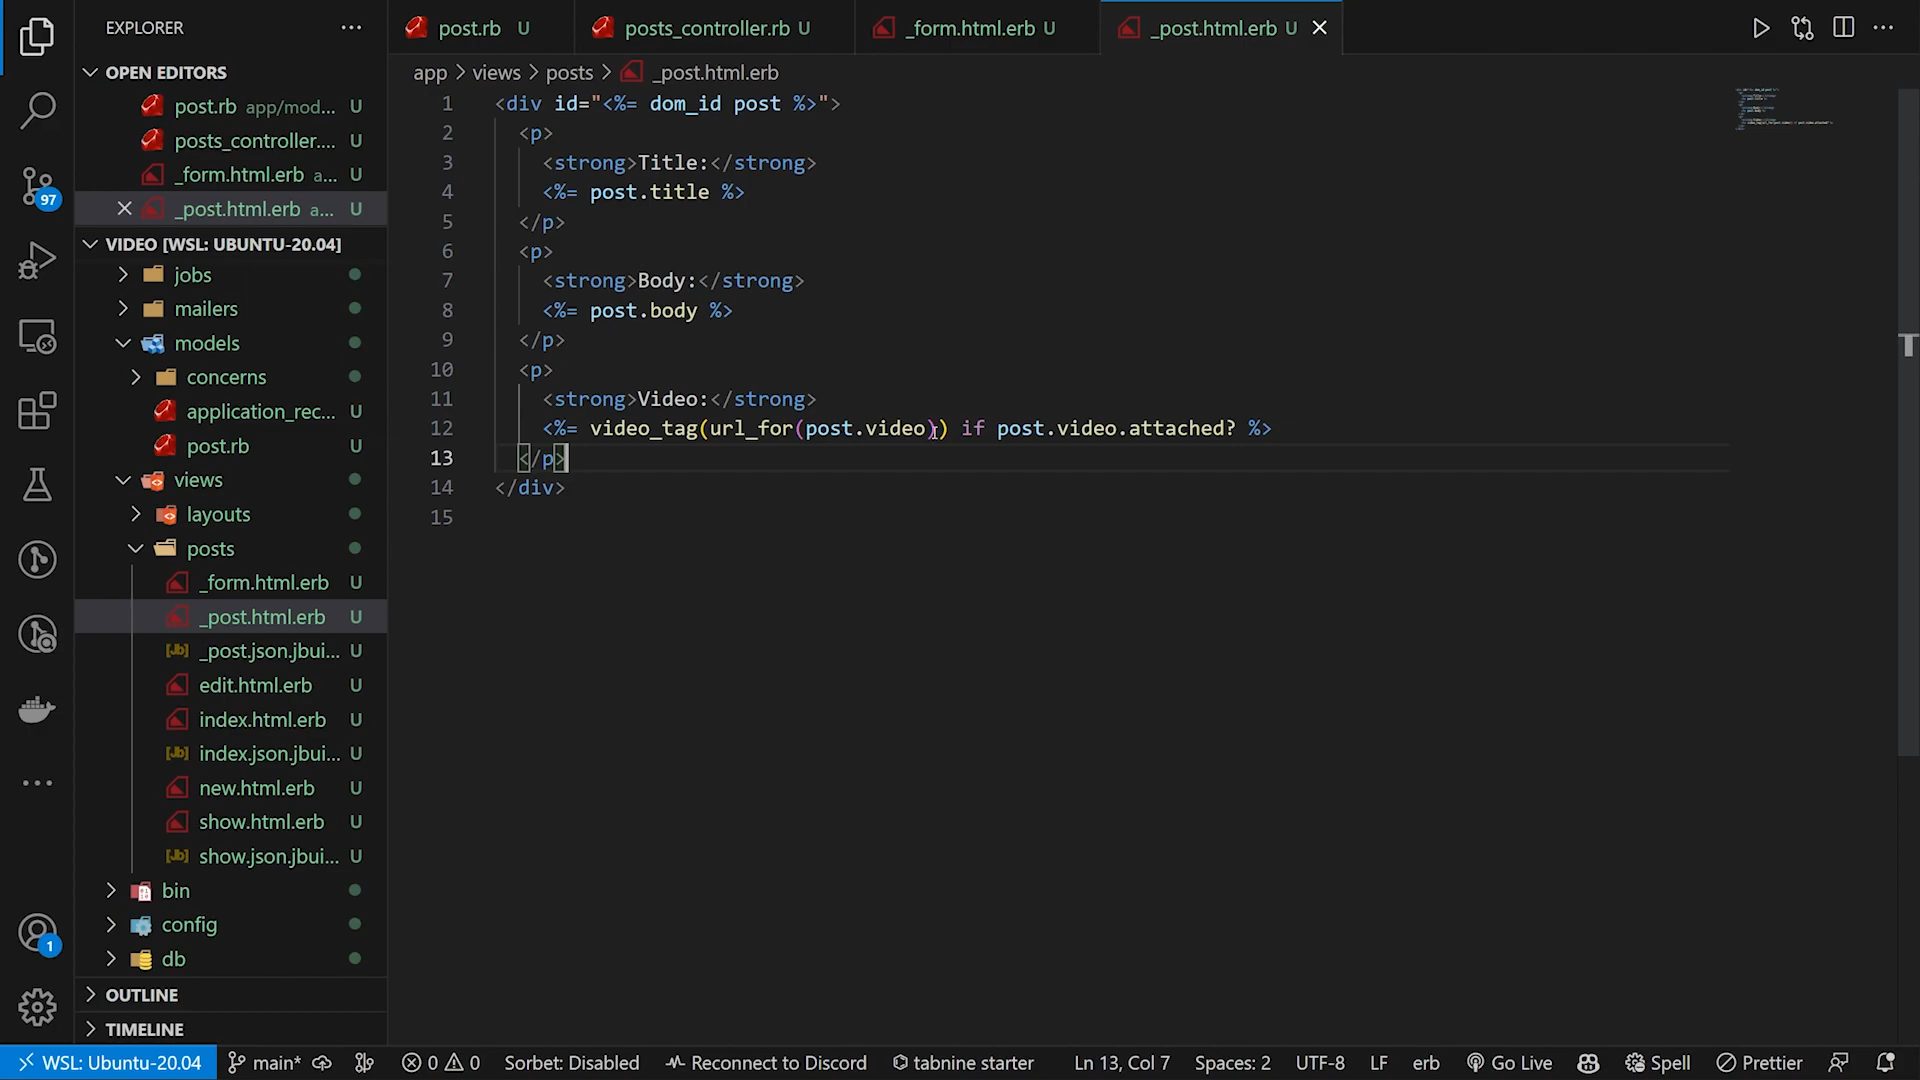 EXPLORER
OPEN EDITORS
post.rb app/mod... U
posts_controller.... U
_form.html.erb a... U
_post.html.erb a... U
VIDEO [WSL: UBUNTU-20.04]
jobs
mailers
models
concerns
application_rec... U
post.rb U
views
layouts
posts
_form.html.erb U
_post.html.erb U
_post.json.jbui... U
edit.html.erb U
index.html.erb U
index.json.jbui... U
new.html.erb U
show.html.erb U
show.json.jbui... U
bin
config
db
OUTLINE
TIMELINE
97
1
post.rb U
posts_controller.rb U
_form.html.erb U
_post.html.erb U
app > views > posts > _post.html.erb
1 <div id="<%= dom_id post %>">
2 <p>
3 <strong>Title:</strong>
4 <%= post.title %>
5 </p>
6 <p>
7 <strong>Body:</strong>
8 <%= post.body %>
9 </p>
10 <p>
11 <strong>Video:</strong>
12 <%= video_tag(url_for(post.video)) if post.video.attached? %>
13 </p>
14 </div>
15
WSL: Ubuntu-20.04 main* 0 0 Sorbet: Disabled Reconnect to Discord tabnine starter Ln 13, Col 7 Spaces: 2 UTF-8 LF erb Go Live Spell Prettier